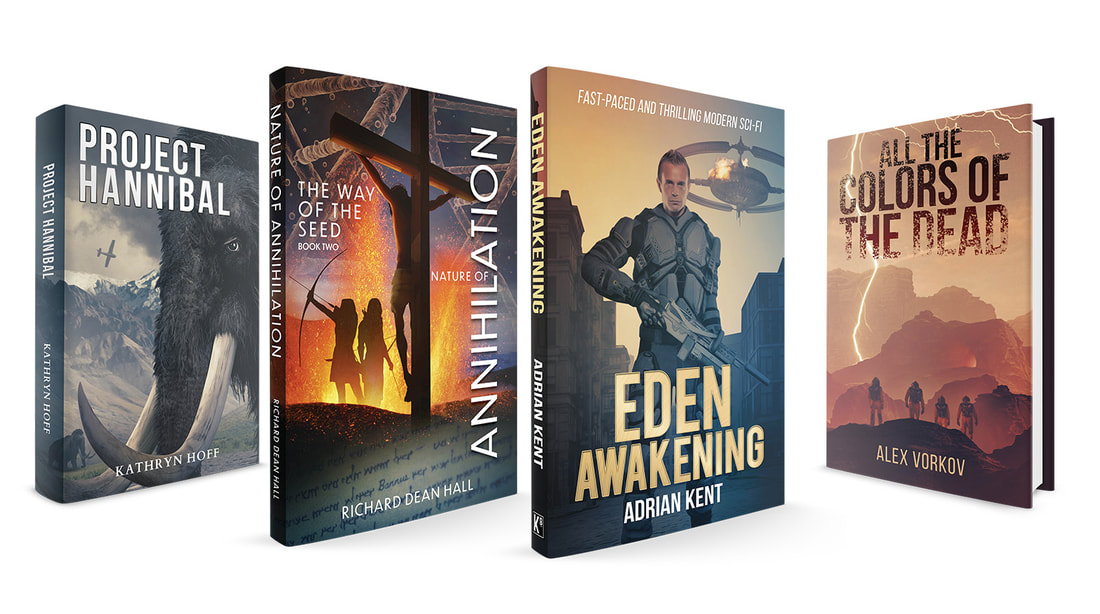 PROJECT HANNIBAL
KATHRYN HOFF
PROJECT
HANNIBAL
KATHRYN HOFF
NATURE OF ANNIHILATION
RICHARD DEAN HALL
THE WAY
OF THE
SEED
BOOK TWO
NATURE OF
ANNIHILATION
RICHARD DEAN HALL
EDEN AWAKENING
ADRIAN KENT
FAST-PACED AND THRILLING MODERN SCI-FI
EDEN
AWAKENING
ADRIAN KENT
ALL THE
COLORS OF
THE DEAD
ALEX VORKOV